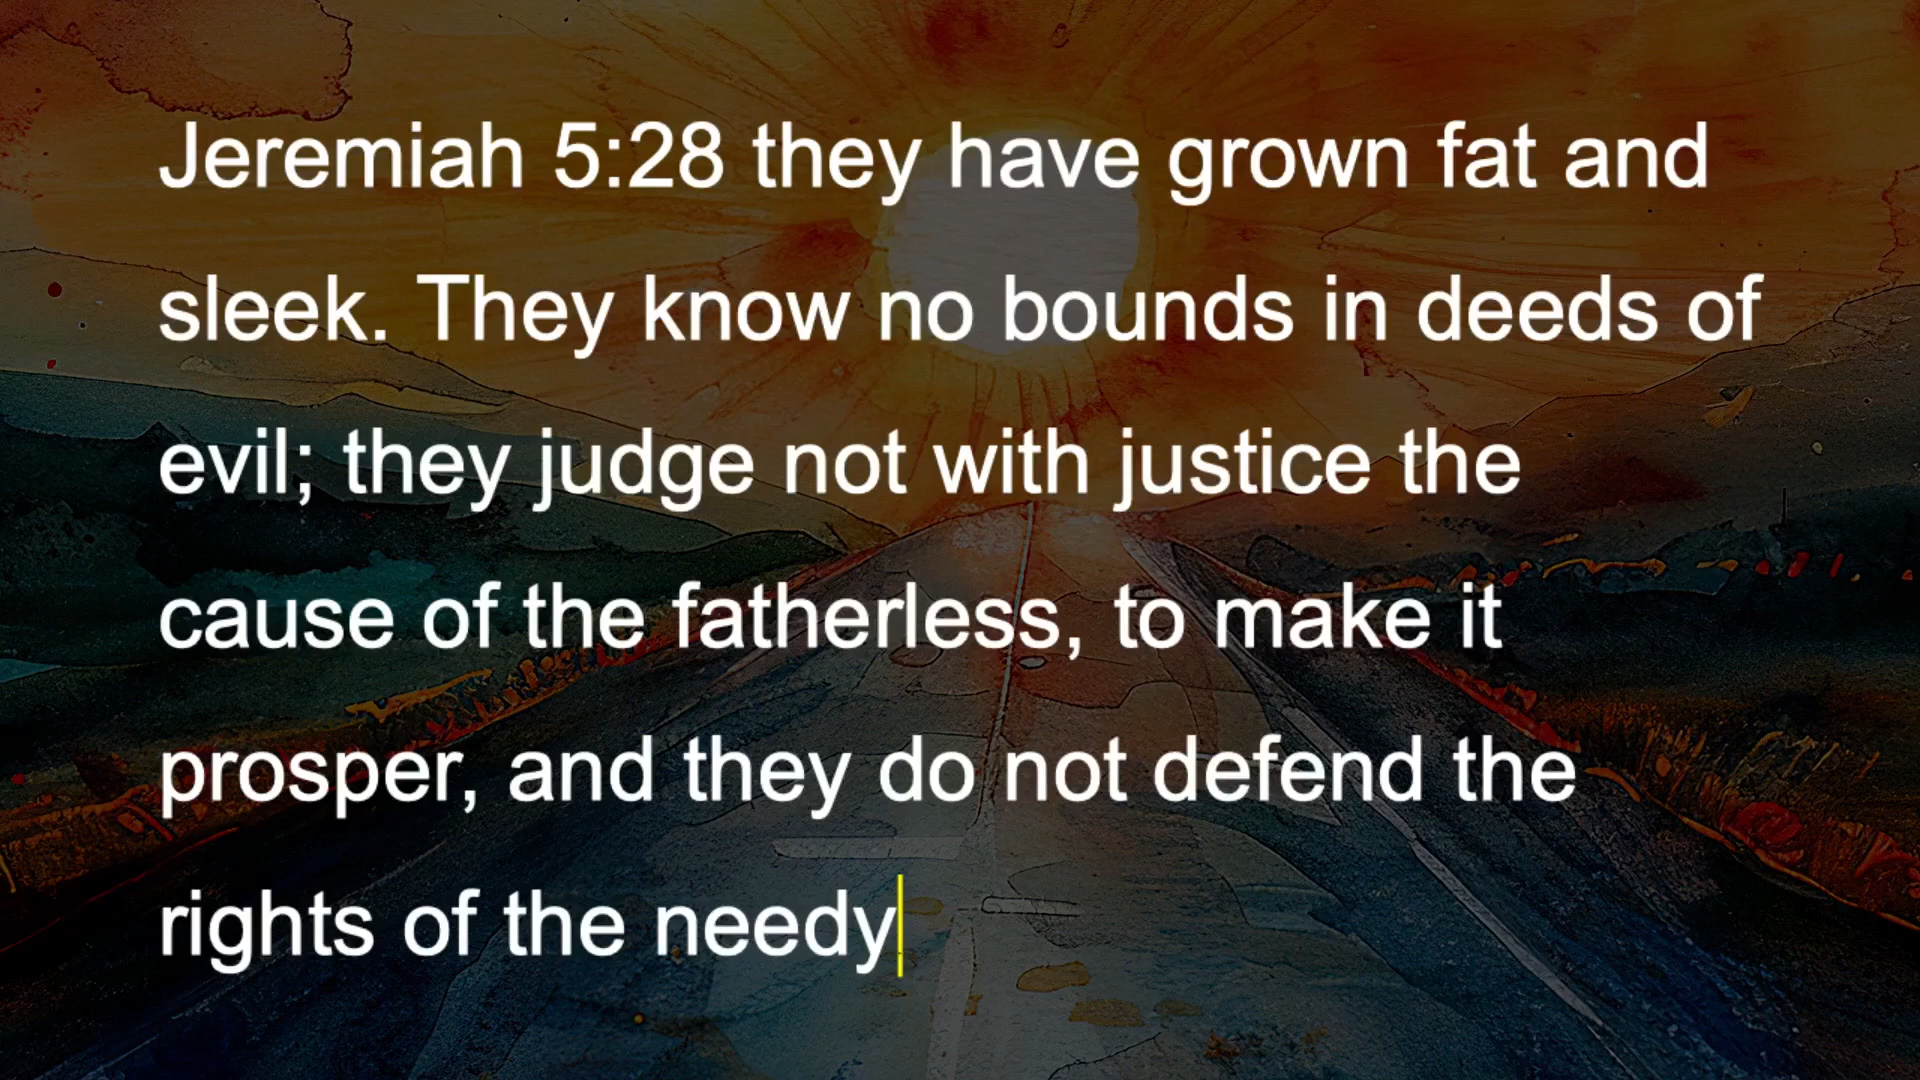 Jeremiah 5:28 they have grown fat and
sleek. They know no bounds in deeds of
evil; they judge not with justice the
cause of the fatherless, to make it
prosper, and they do not defend the
rights of the needy